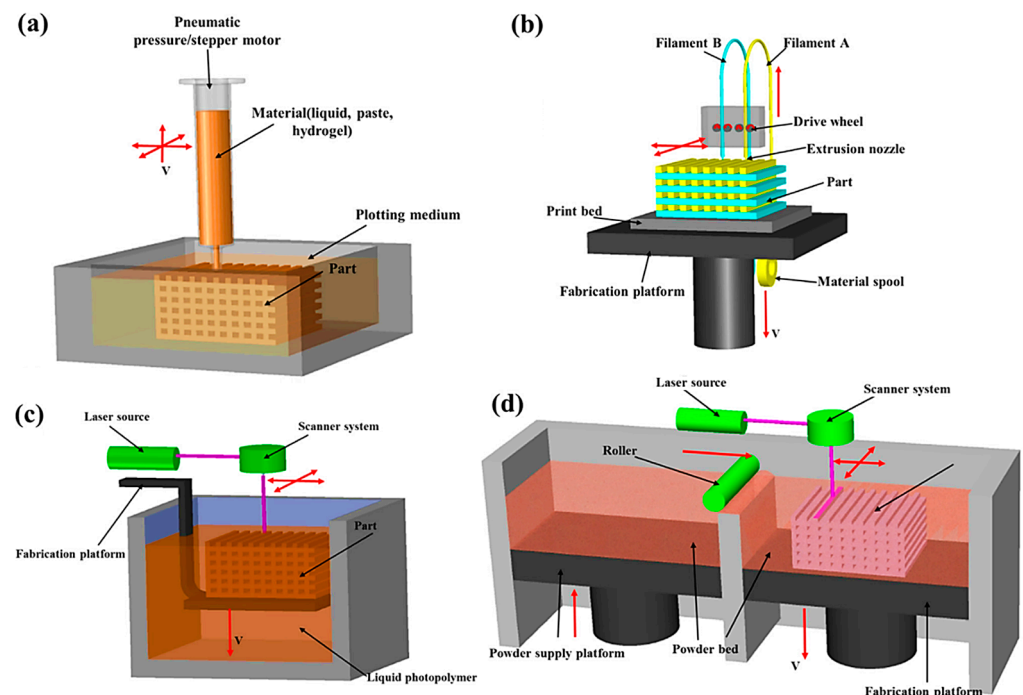 (a)
Pneumatic
pressure/stepper motor
Material(liquid, paste,
hydrogel)
V
Plotting medium
Part
(b)
Filament B
Filament A
Drive wheel
Extrusion nozzle
Part
Print bed
Fabrication platform
Material spool
V
(c)
Laser source
Scanner system
Part
Fabrication platform
V
Liquid photopolymer
(d)
Laser source
Scanner system
Roller
Powder supply platform
Powder bed
V
Fabrication platform